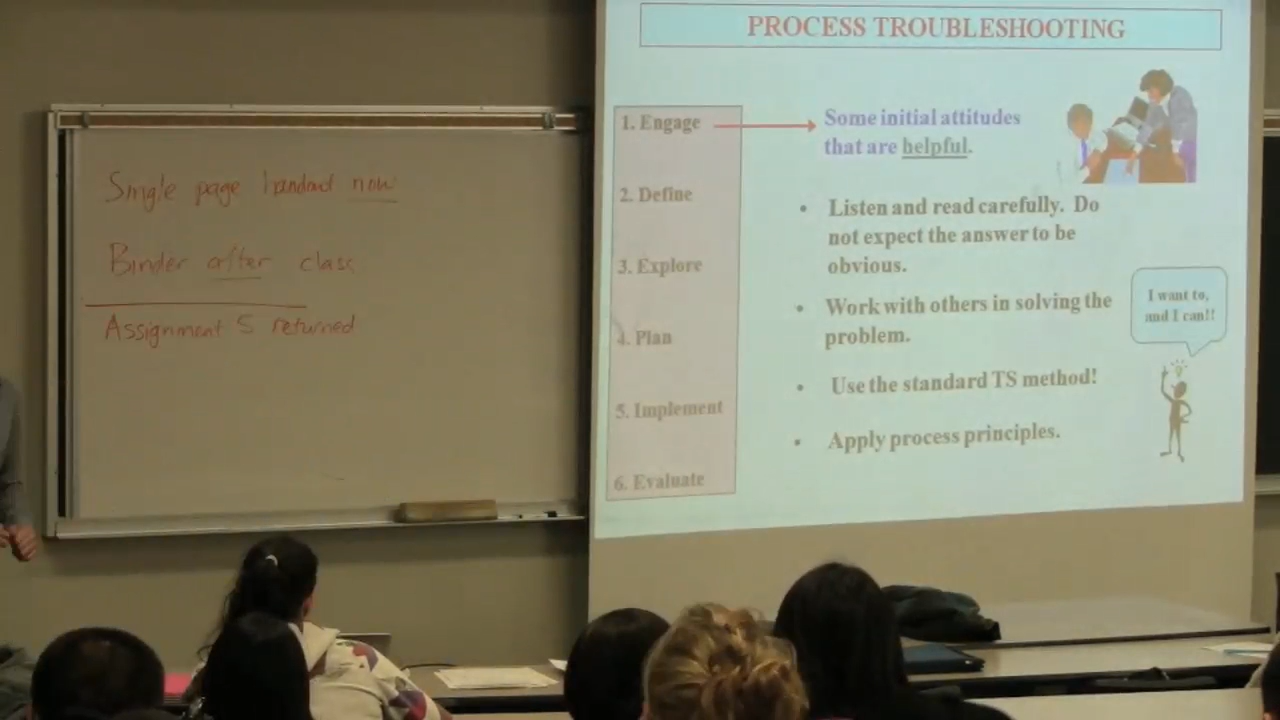 Single page handout now
Binder after class
Assignment 5 returned
PROCESS TROUBLESHOOTING
1. Engage
2. Define
3. Explore
4. Plan
5. Implement
6. Evaluate
Some initial attitudes
that are helpful.
• Listen and read carefully. Do
not expect the answer to be
obvious.
• Work with others in solving the
problem.
• Use the standard TS method!
• Apply process principles.
I want to,
and I can!!